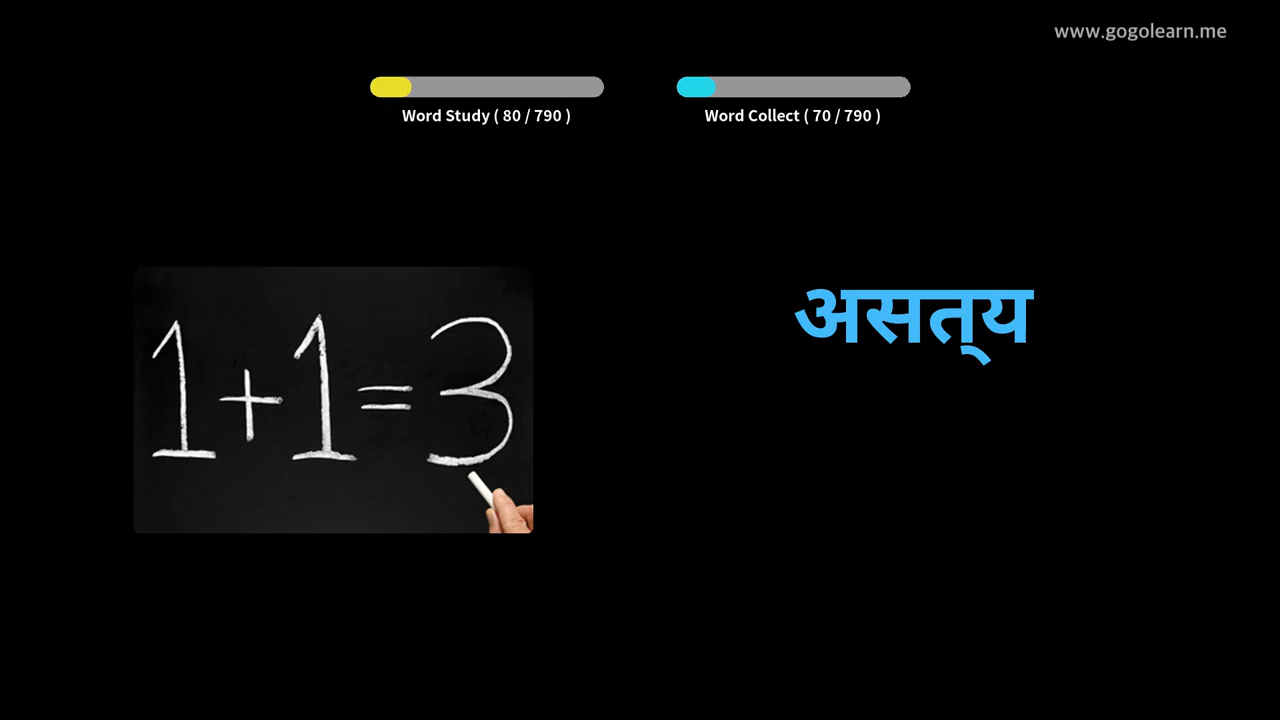 www.gogolearn.me
Word Study ( 80 / 790 )
Word Collect ( 70 / 790 )
1+1=3
असत्‌य